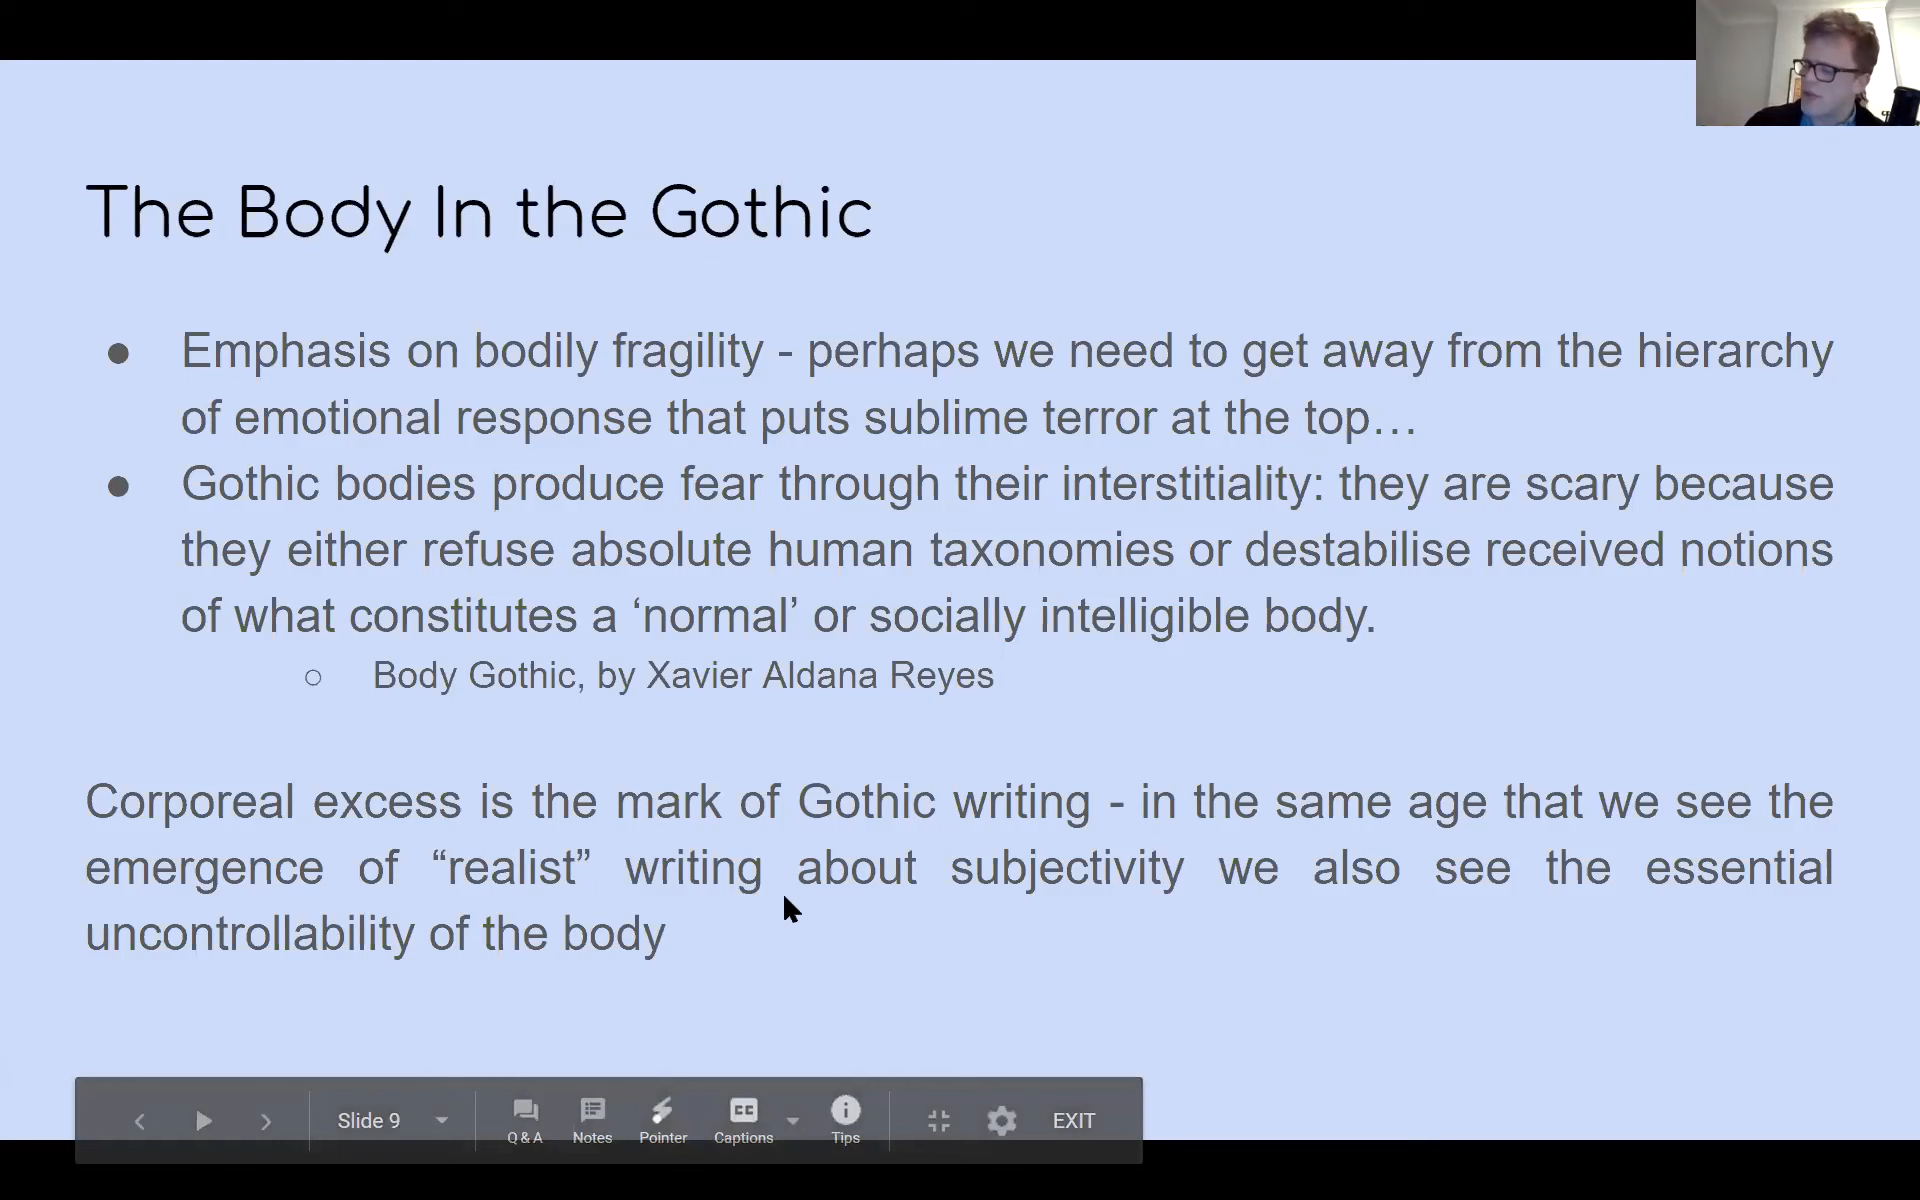 The Body In the Gothic
● Emphasis on bodily fragility - perhaps we need to get away from the hierarchy
of emotional response that puts sublime terror at the top…
● Gothic bodies produce fear through their interstitiality: they are scary because
they either refuse absolute human taxonomies or destabilise received notions
of what constitutes a ‘normal’ or socially intelligible body.
○ Body Gothic, by Xavier Aldana Reyes
Corporeal excess is the mark of Gothic writing - in the same age that we see the
emergence of “realist” writing about subjectivity we also see the essential
uncontrollability of the body
Slide 9 Q & A Notes Pointer CC Captions Tips EXIT